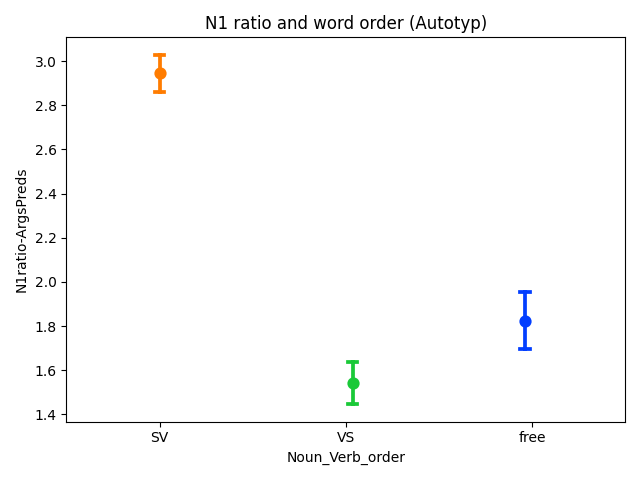 N1 ratio and word order (Autotyp)
N1ratio-ArgsPreds
3.0
2.8
2.6
2.4
2.2
2.0
1.8
1.6
1.4
SV VS free
Noun_Verb_order